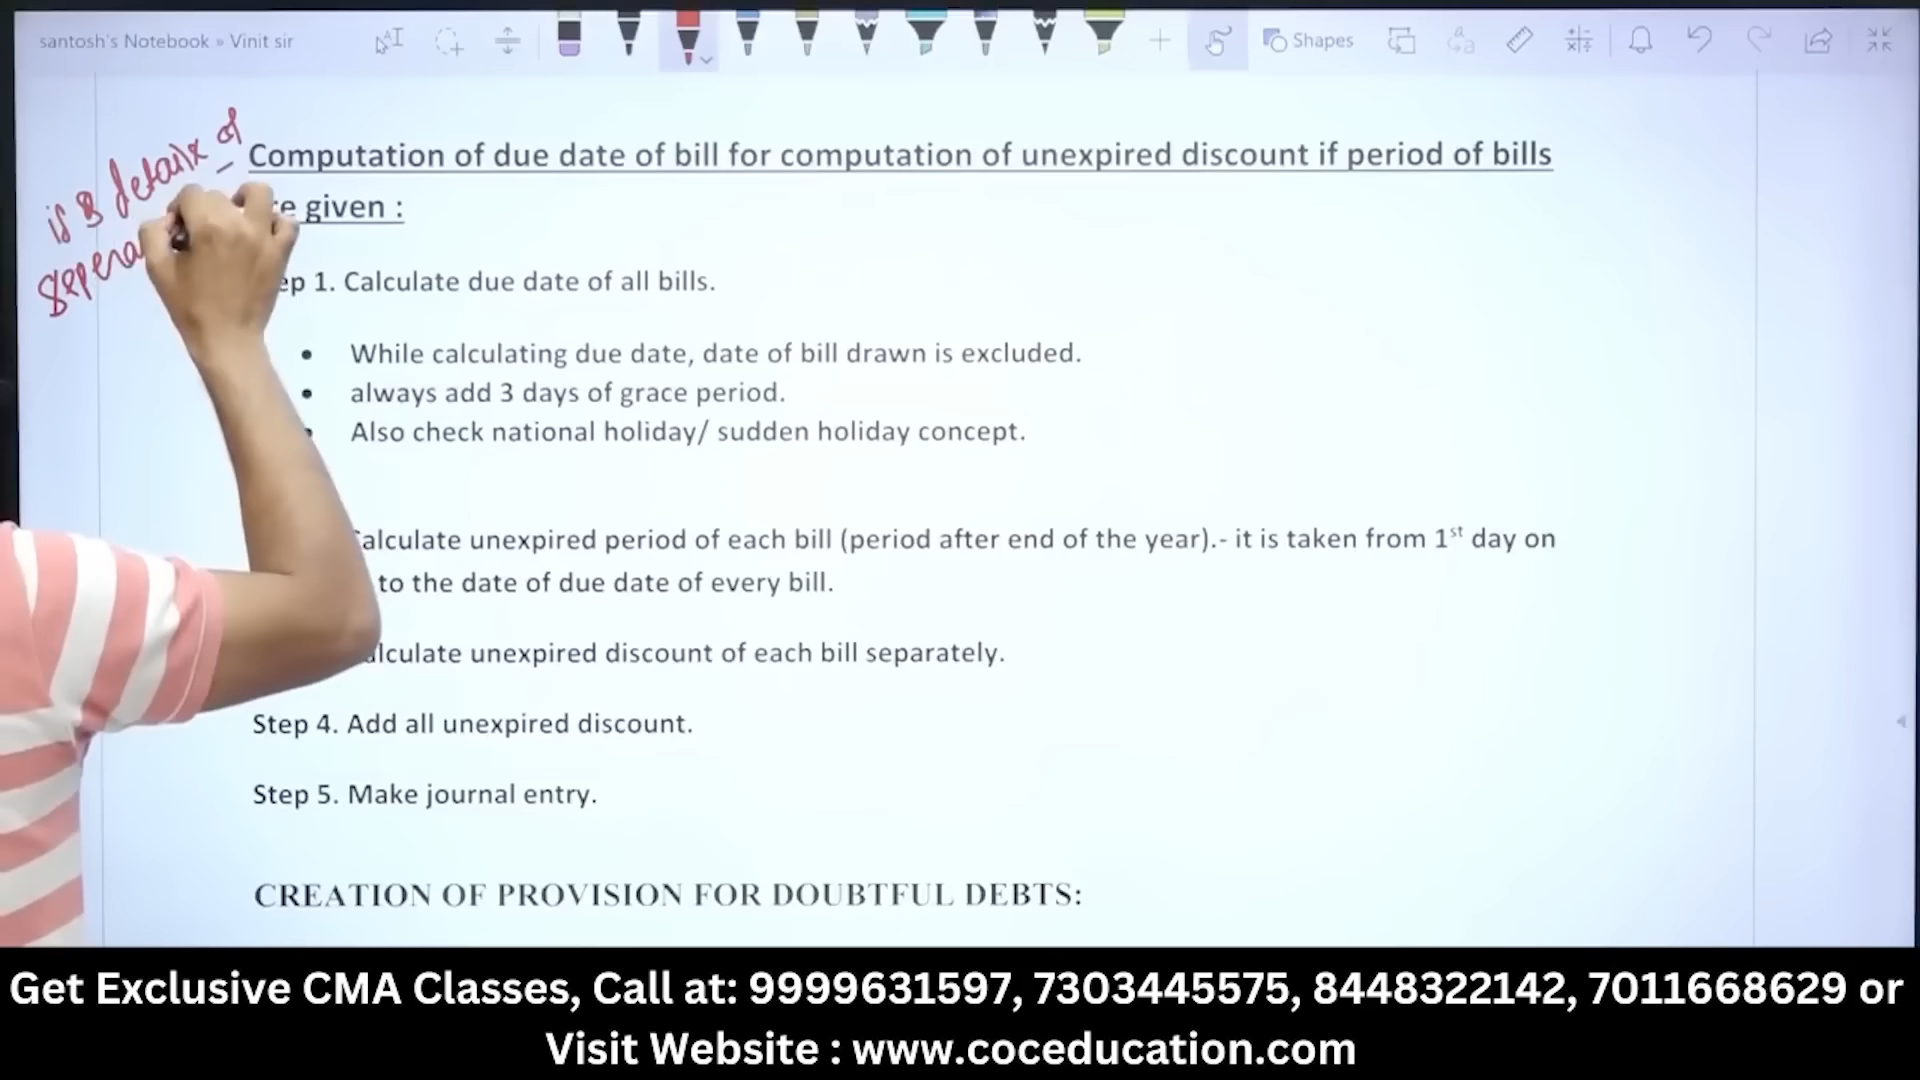 santosh's Notebook » Vinit sir
Shapes
is details of
Computation of due date of bill for computation of unexpired discount if period of bills
given :
1. Calculate due date of all bills.
• While calculating due date, date of bill drawn is excluded.
• always add 3 days of grace period.
Also check national holiday/ sudden holiday concept.
alculate unexpired period of each bill (period after end of the year).- it is taken from 1st day on
to the date of due date of every bill.
alculate unexpired discount of each bill separately.
Step 4. Add all unexpired discount.
Step 5. Make journal entry.
CREATION OF PROVISION FOR DOUBTFUL DEBTS:
Get Exclusive CMA Classes, Call at: 9999631597, 7303445575, 8448322142, 7011668629 or
Visit Website : www.coceducation.com